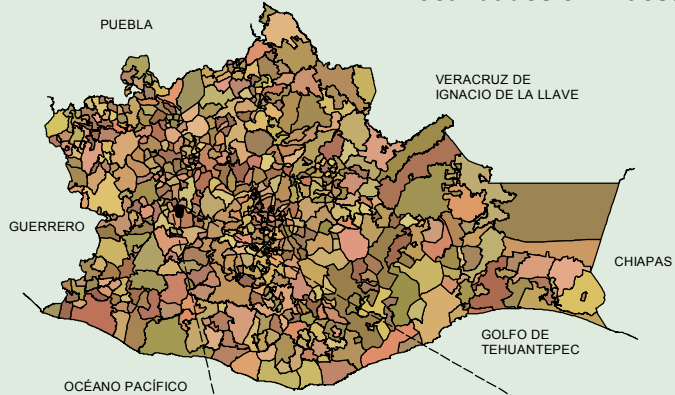 PUEBLA
VERACRUZ DE
IGNACIO DE LA LLAVE
GUERRERO
CHIAPAS
GOLFO DE
TEHUANTEPEC
OCÉANO PACÍFICO